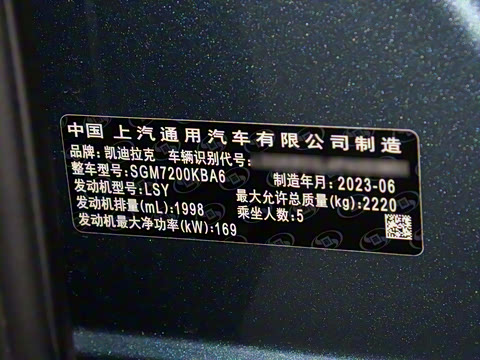 中国 上汽通用汽车有限公司制造
品牌:凯迪拉克 车辆识别代号:
整车型号:SGM7200KBA6 制造年月:2023-06
发动机型号:LSY 最大允许总质量(kg):2220
发动机排量(mL):1998 乘坐人数:5
发动机最大净功率(kW):169